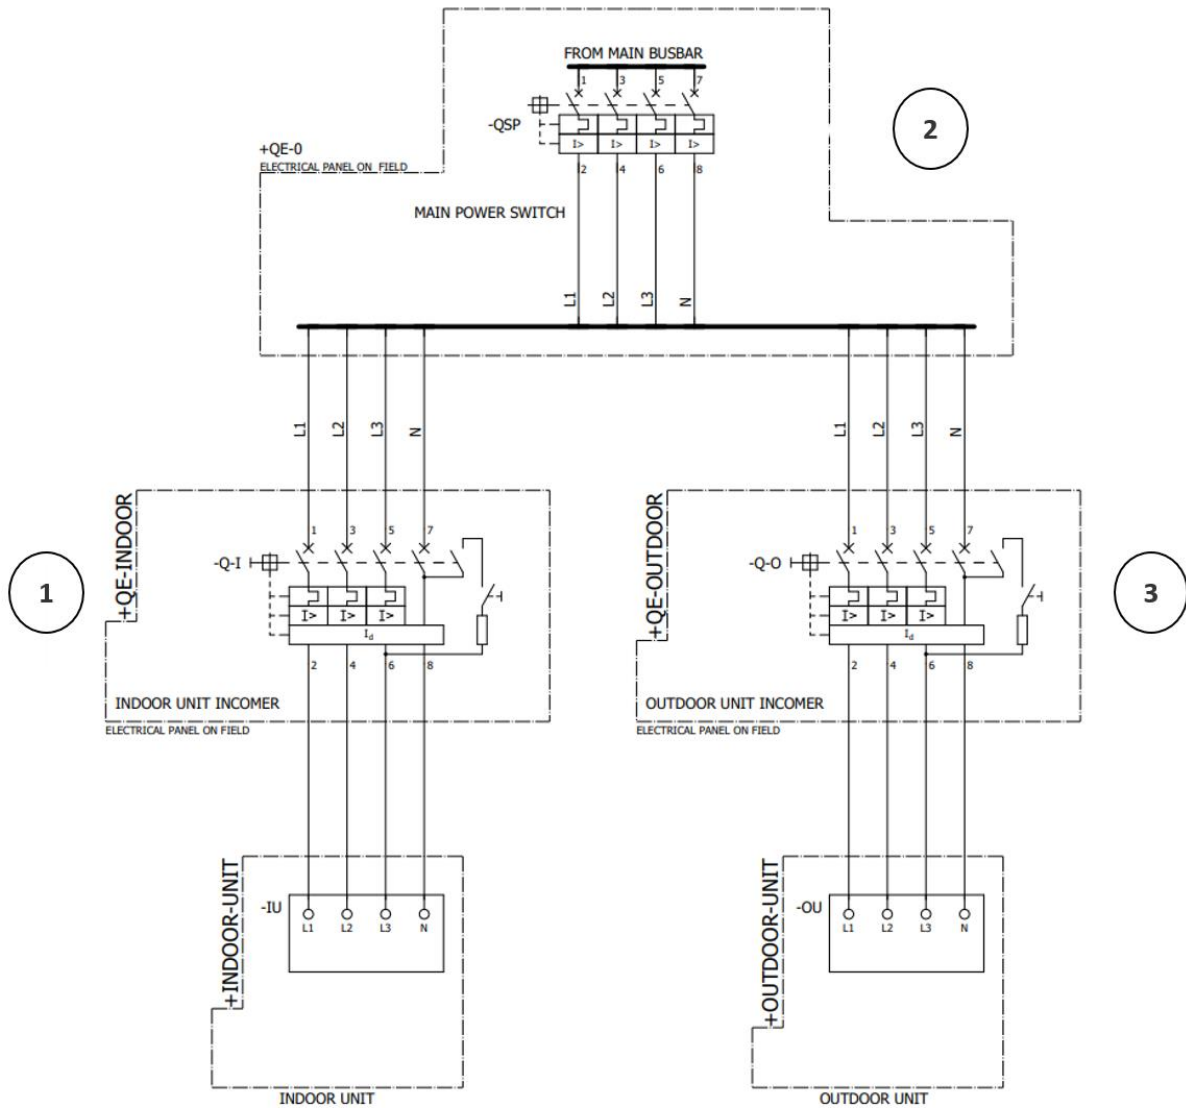 FROM MAIN BUSBAR
1 3 5 7
-QSP
I> I> I> I>
2 4 6 8
2
+QE-0
ELECTRICAL PANEL ON FIELD
MAIN POWER SWITCH
L1 L2 L3 N
L1 L2 L3 N
L1 L2 L3 N
+QE-INDOOR
1 3 5 7
-Q-I
I> I> I>
Id
2 4 6 8
1
INDOOR UNIT INCOMER
ELECTRICAL PANEL ON FIELD
+QE-OUTDOOR
1 3 5 7
-Q-O
I> I> I>
Id
2 4 6 8
3
OUTDOOR UNIT INCOMER
ELECTRICAL PANEL ON FIELD
+INDOOR-UNIT
-IU
L1 L2 L3 N
INDOOR UNIT
+OUTDOOR-UNIT
-OU
L1 L2 L3 N
OUTDOOR UNIT